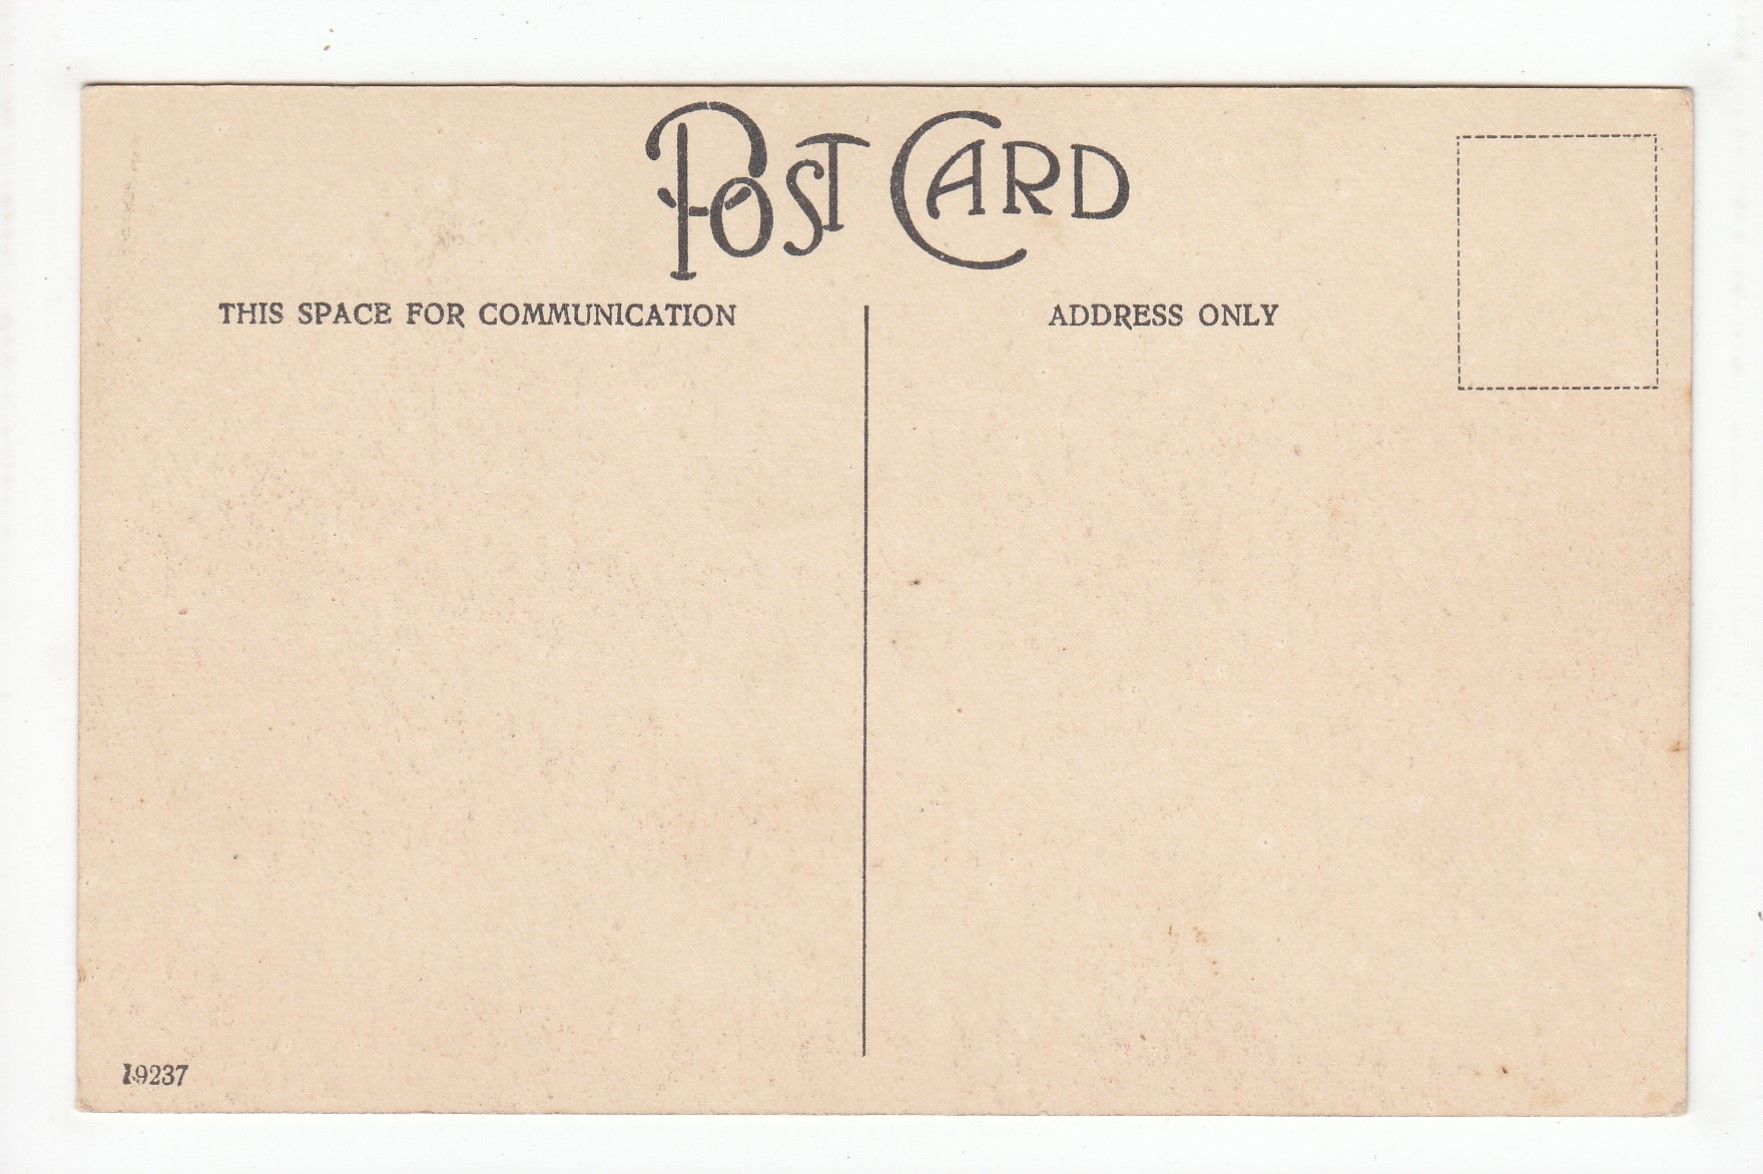 POST CARD
THIS SPACE FOR COMMUNICATION
ADDRESS ONLY
19237